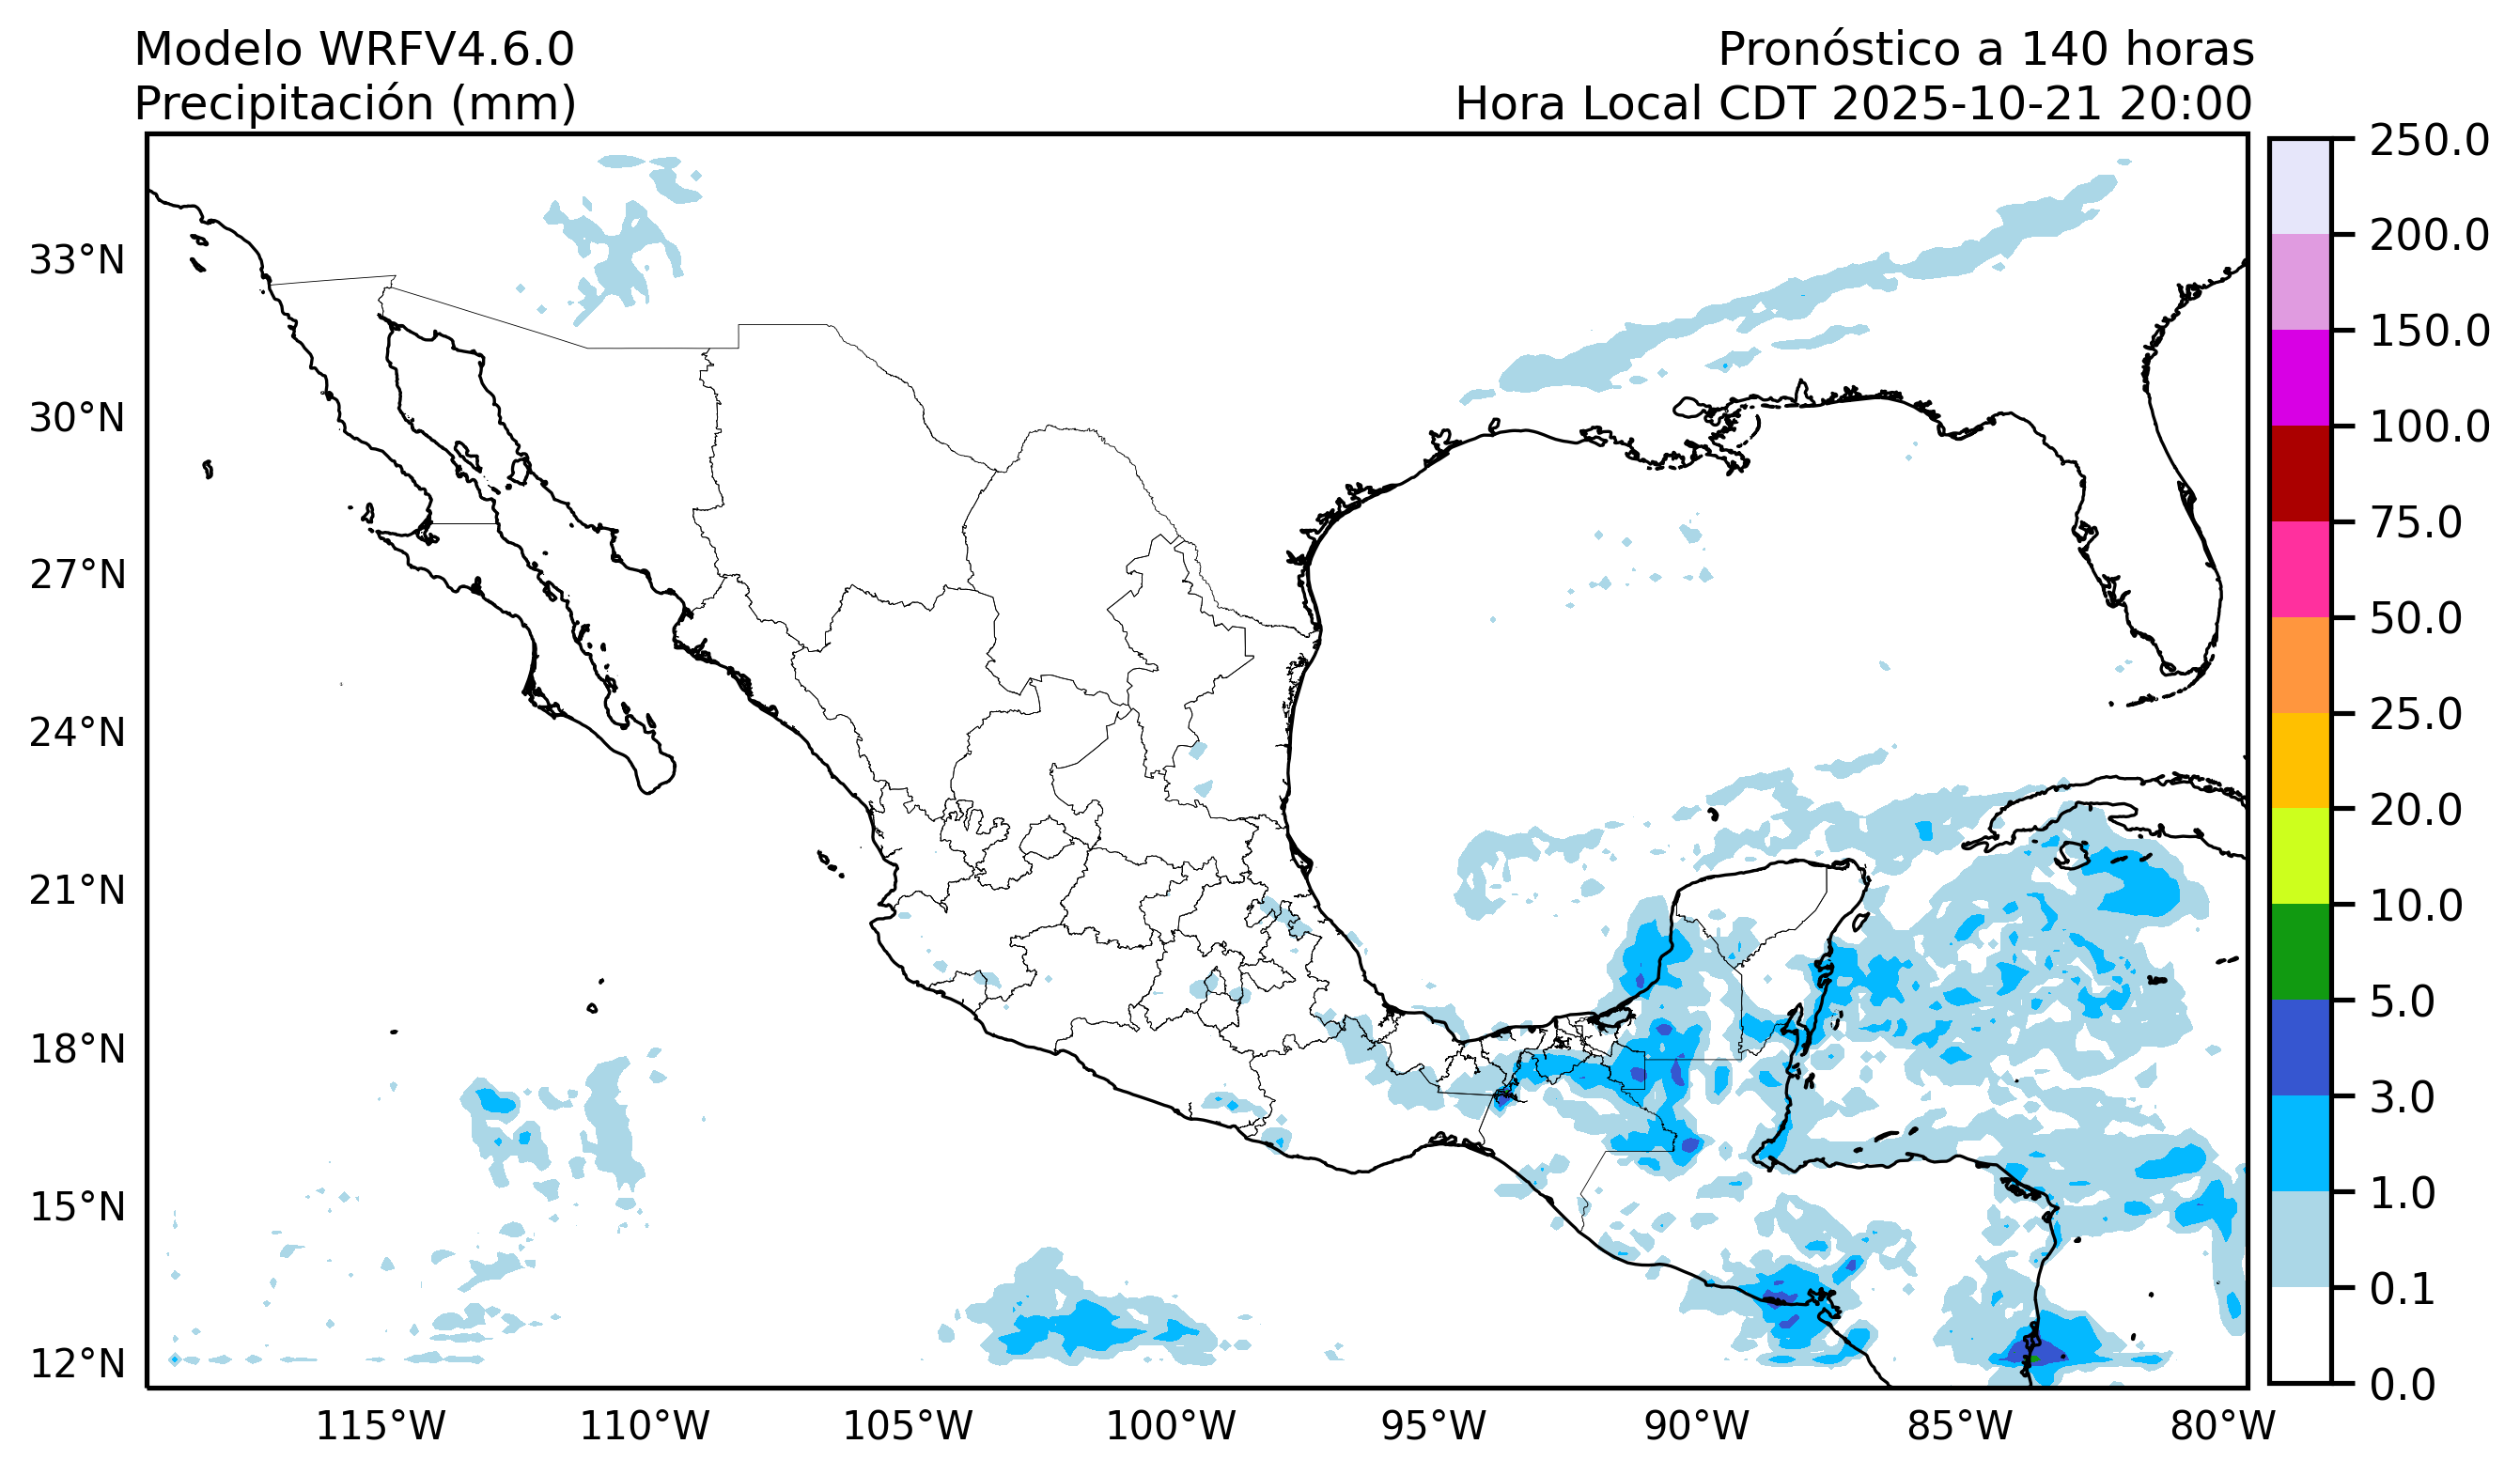 Modelo WRFV4.6.0
Precipitación (mm)
Pronóstico a 140 horas
Hora Local CDT 2025-10-21 20:00
33°N
30°N
27°N
24°N
21°N
18°N
15°N
12°N
115°W
110°W
105°W
100°W
95°W
90°W
85°W
80°W
250.0
200.0
150.0
100.0
75.0
50.0
25.0
20.0
10.0
5.0
3.0
1.0
0.1
0.0